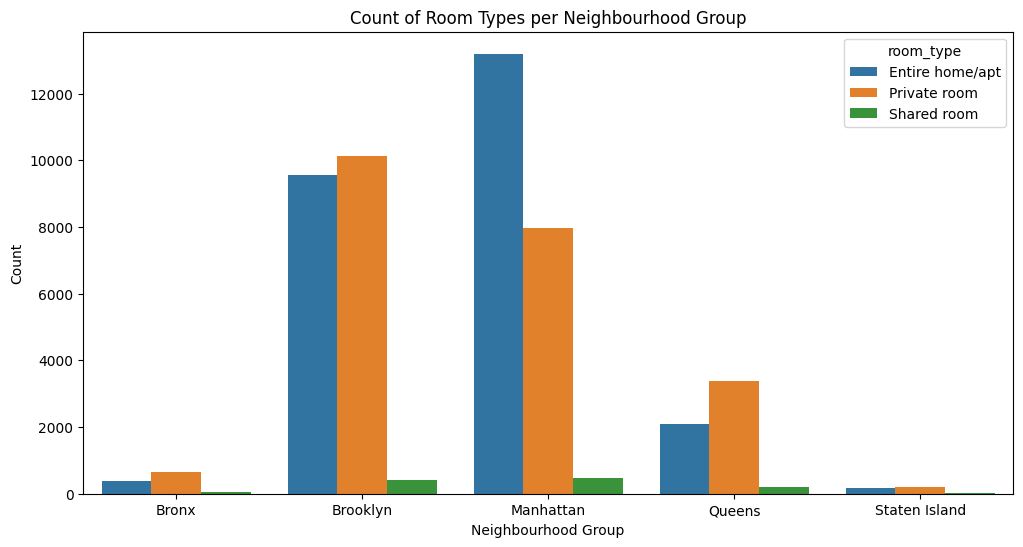 Count of Room Types per Neighbourhood Group
room_type
Entire home/apt
Private room
Shared room
Count
12000
10000
8000
6000
4000
2000
0
Bronx
Brooklyn
Manhattan
Queens
Staten Island
Neighbourhood Group